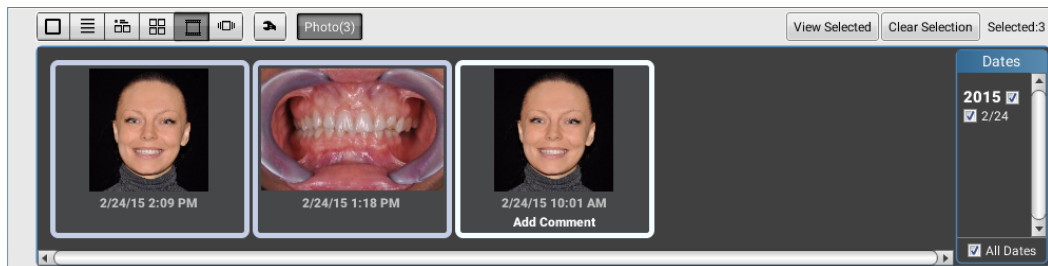 Photo(3)
View Selected
Clear Selection
Selected:3
Dates
2015
2/24
2/24/15 2:09 PM
2/24/15 1:18 PM
2/24/15 10:01 AM
Add Comment
All Dates